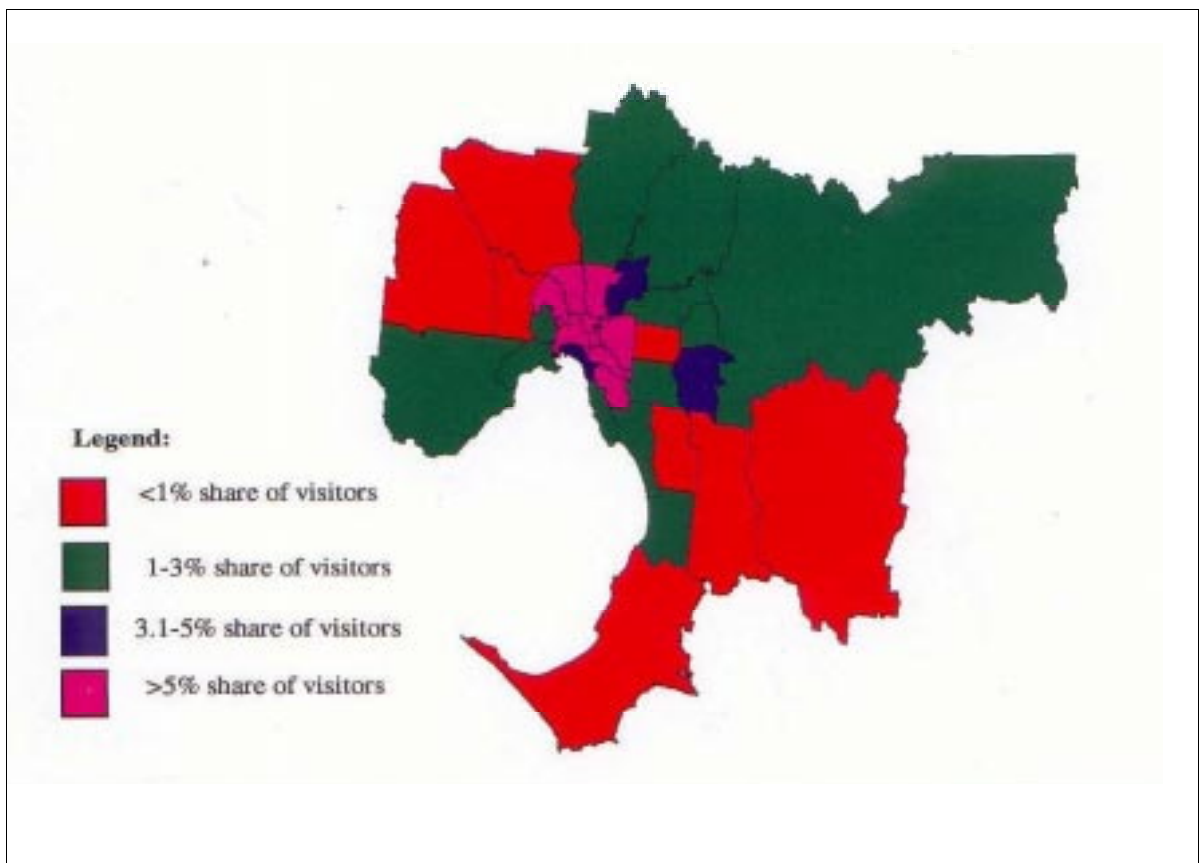 Legend:
<1% share of visitors
1-3% share of visitors
3.1-5% share of visitors
>5% share of visitors